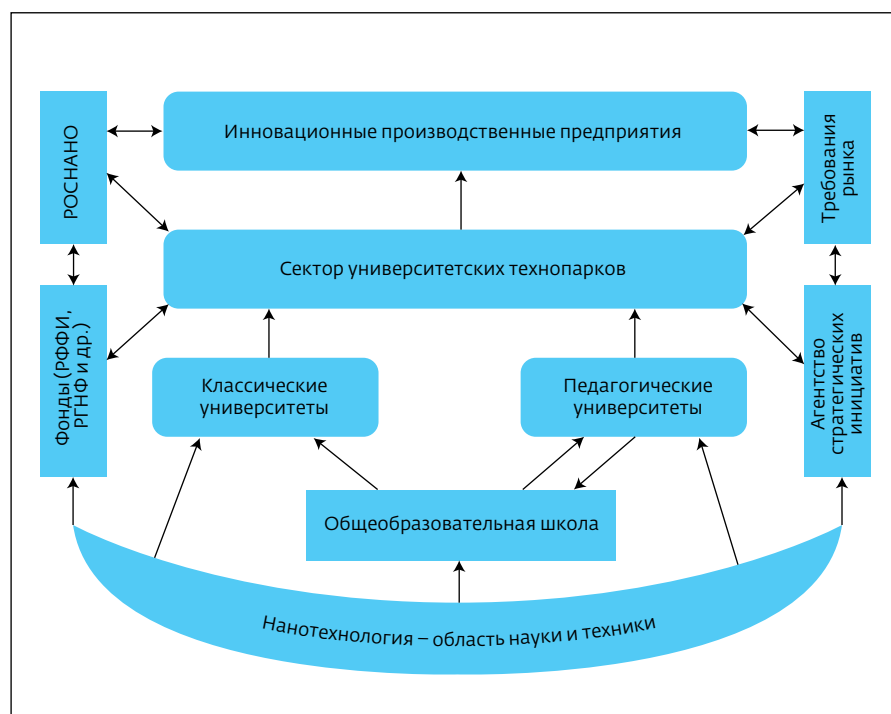 Инновационные производственные предприятия
РОСНАНО
Требования
рынка
Сектор университетских технопарков
Фонды (РФФИ,
РГНФ и др.)
Классические
университеты
Педагогические
университеты
Агентство
стратегических
инициатив
Общеобразовательная школа
Нанотехнология – область науки и техники